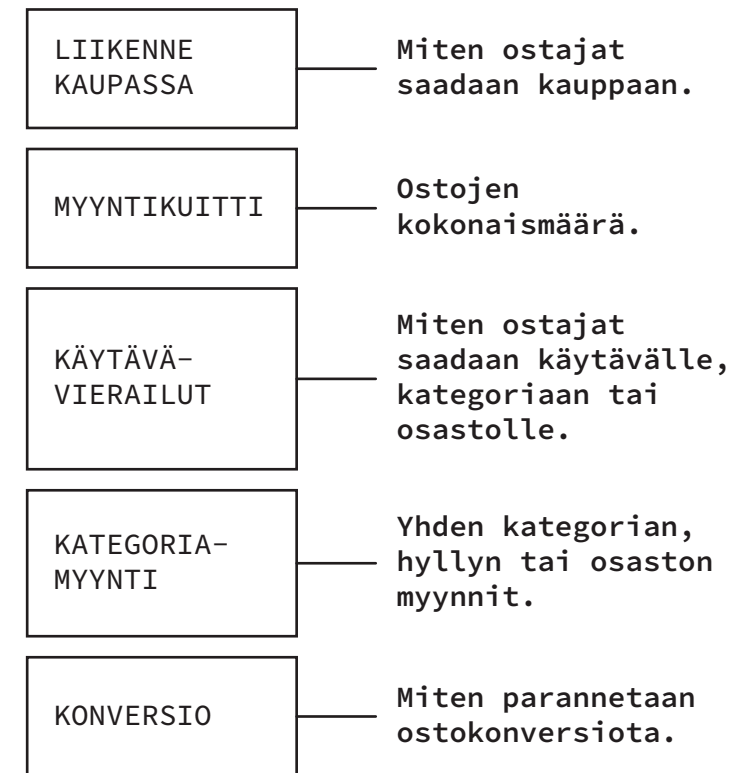 LIIKENNE
KAUPASSA
Miten ostajat
saadaan kauppaan.
MYYNTIKUITTI
Ostojen
kokonaismäärä.
KÄYTÄVÄ-
VIERAILUT
Miten ostajat
saadaan käytävälle,
kategoriaan tai
osastolle.
KATEGORIA-
MYYNTI
Yhden kategorian,
hyllyn tai osaston
myynnit.
KONVERSIO
Miten parannetaan
ostokonversiota.